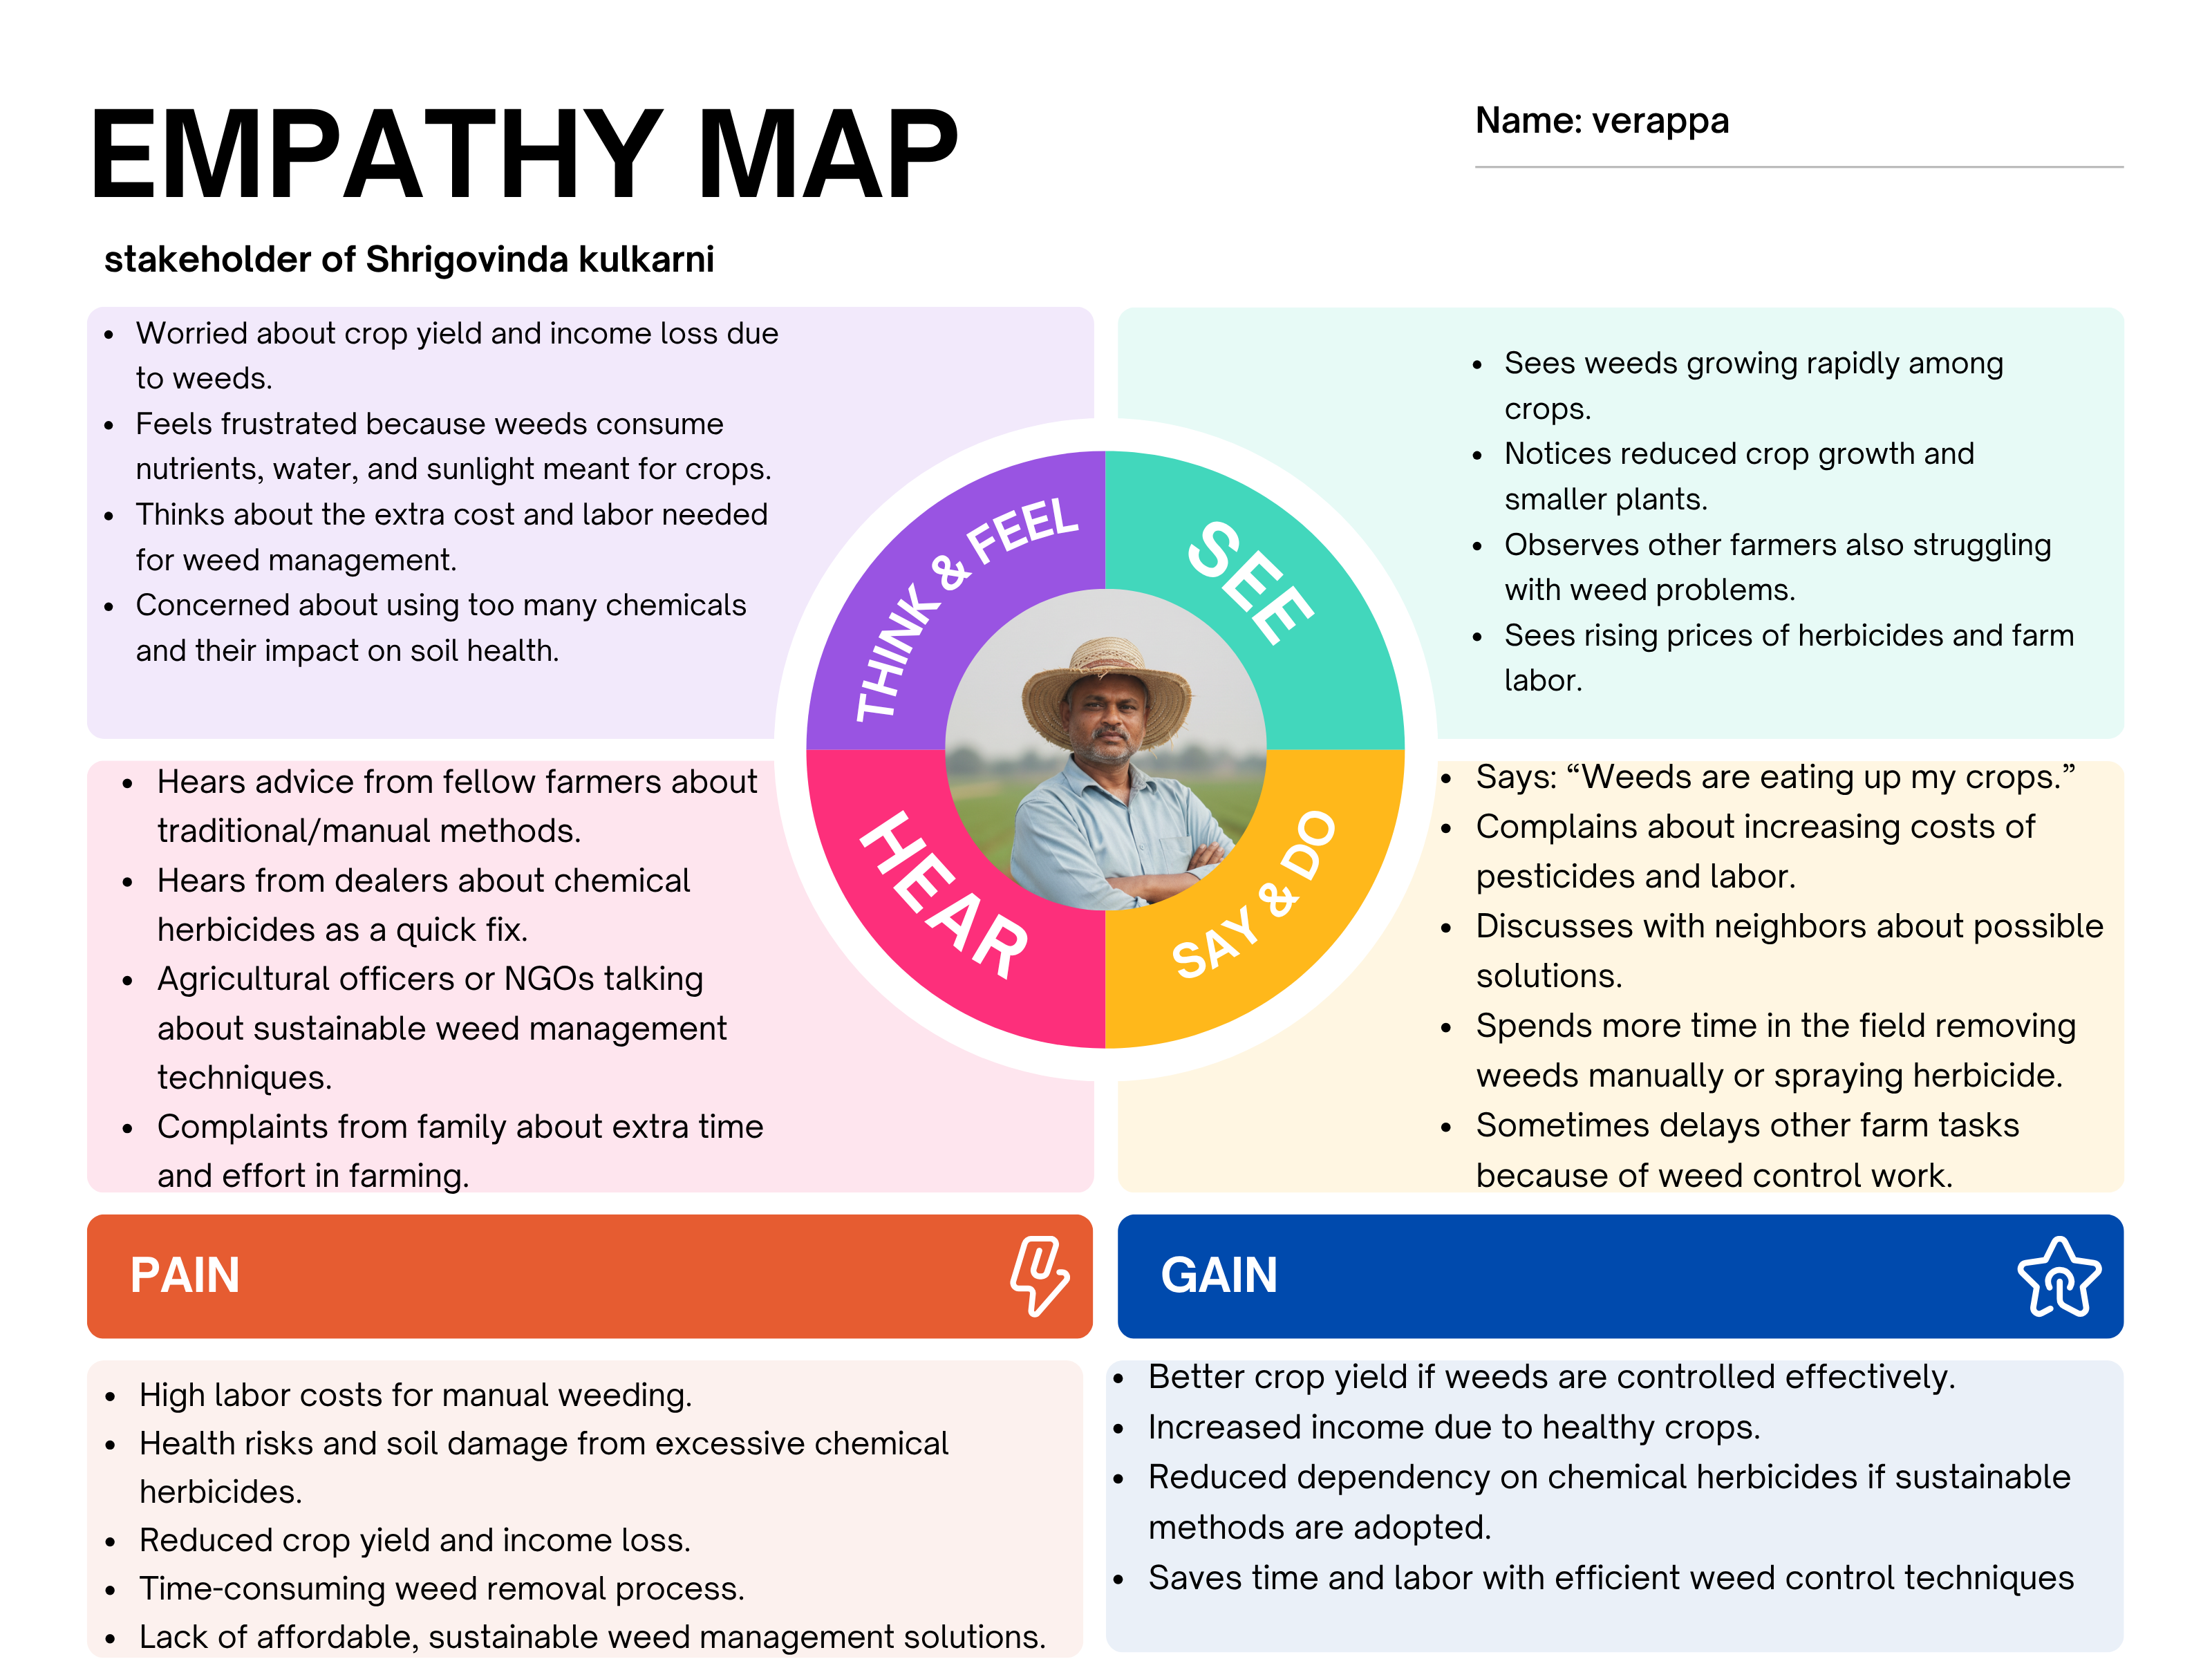 EMPATHY MAP
Name: verappa
stakeholder of Shrigovinda kulkarni
• Worried about crop yield and income loss due
to weeds.
• Feels frustrated because weeds consume
nutrients, water, and sunlight meant for crops.
• Thinks about the extra cost and labor needed
for weed management.
• Concerned about using too many chemicals
and their impact on soil health.
THINK & FEEL
SEE
• Sees weeds growing rapidly among
crops.
• Notices reduced crop growth and
smaller plants.
• Observes other farmers also struggling
with weed problems.
• Sees rising prices of herbicides and farm
labor.
• Hears advice from fellow farmers about
traditional/manual methods.
• Hears from dealers about chemical
herbicides as a quick fix.
• Agricultural officers or NGOs talking
about sustainable weed management
techniques.
• Complaints from family about extra time
and effort in farming.
HEAR
SAY & DO
• Says: “Weeds are eating up my crops.”
• Complains about increasing costs of
pesticides and labor.
• Discusses with neighbors about possible
solutions.
• Spends more time in the field removing
weeds manually or spraying herbicide.
• Sometimes delays other farm tasks
because of weed control work.
PAIN
• High labor costs for manual weeding.
• Health risks and soil damage from excessive chemical
herbicides.
• Reduced crop yield and income loss.
• Time-consuming weed removal process.
• Lack of affordable, sustainable weed management solutions.
GAIN
• Better crop yield if weeds are controlled effectively.
• Increased income due to healthy crops.
• Reduced dependency on chemical herbicides if sustainable
methods are adopted.
• Saves time and labor with efficient weed control techniques